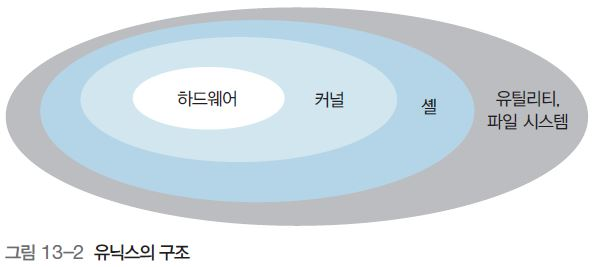 하드웨어
커널
셸
유틸리티,
파일 시스템
그림 13-2 유닉스의 구조